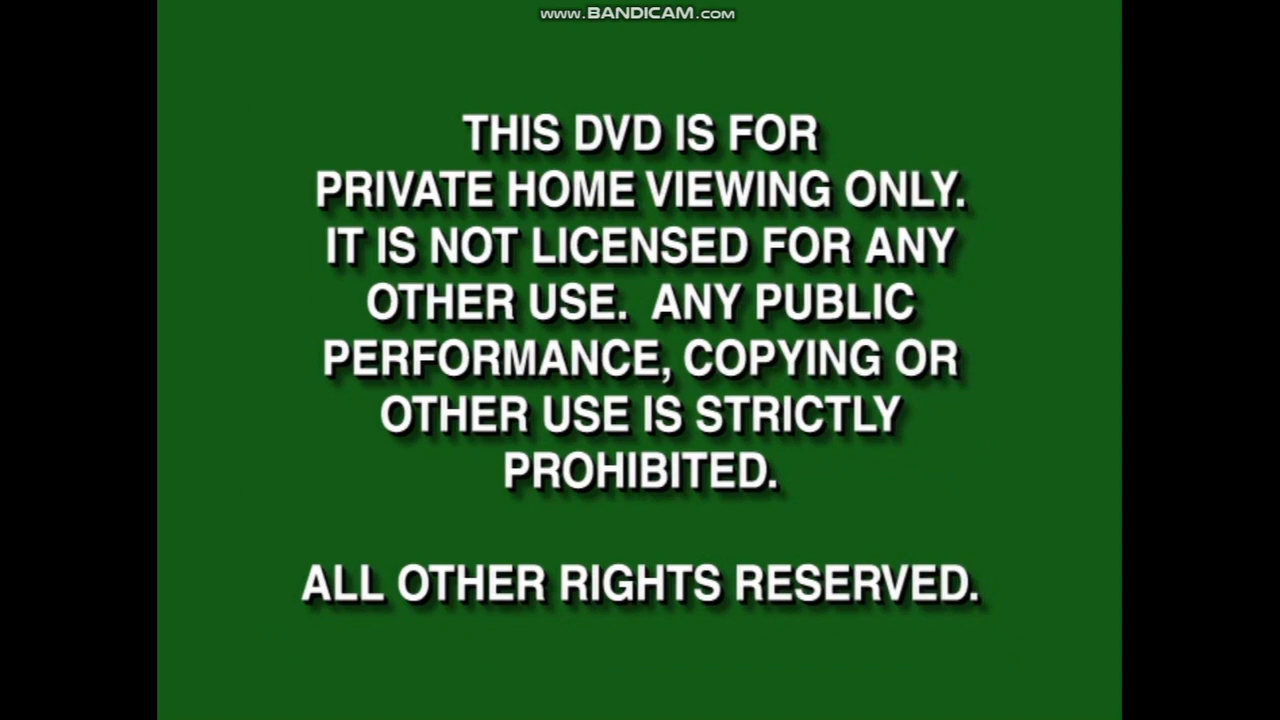 www.BANDICAM.com
THIS DVD IS FOR
PRIVATE HOME VIEWING ONLY.
IT IS NOT LICENSED FOR ANY
OTHER USE.  ANY PUBLIC
PERFORMANCE, COPYING OR
OTHER USE IS STRICTLY
PROHIBITED.
ALL OTHER RIGHTS RESERVED.